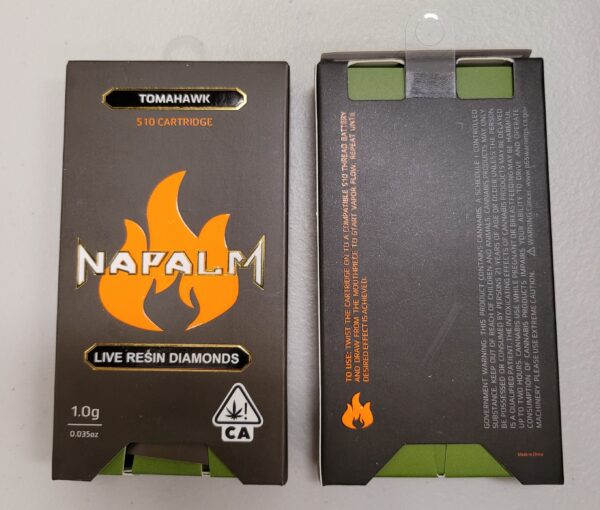 TOMAHAWK
510 CARTRIDGE
NAPALM
LIVE RESIN DIAMONDS
1.0g
0.035oz
!
CA
TO USE: TWIST THE CARTRIDGE ON TO A COMPATIBLE 510 THREAD BATTERY
AND DRAW FROM THE MOUTHPIECE TO START VAPOR FLOW. REPEAT UNTIL
DESIRED EFFECT IS ACHIEVED.
GOVERNMENT WARNING: THIS PRODUCT CONTAINS CANNABIS, A SCHEDULE I CONTROLLED
SUBSTANCE. KEEP OUT OF REACH OF CHILDREN AND ANIMALS. CANNABIS PRODUCTS MAY ONLY
BE POSSESSED OR CONSUMED BY PERSONS 21 YEARS OF AGE OR OLDER UNLESS THE PERSON
IS A QUALIFIED PATIENT. THE INTOXICATING EFFECTS OF CANNABIS PRODUCTS MAY BE DELAYED
UP TO TWO HOURS. CANNABIS USE WHILE PREGNANT OR BREASTFEEDING MAY BE HARMFUL.
CONSUMPTION OF CANNABIS PRODUCTS IMPAIRS YOUR ABILITY TO DRIVE AND OPERATE
MACHINERY. PLEASE USE EXTREME CAUTION. ⚠ WARNING: Cancer. www.p65warnings.ca.gov
Made in China